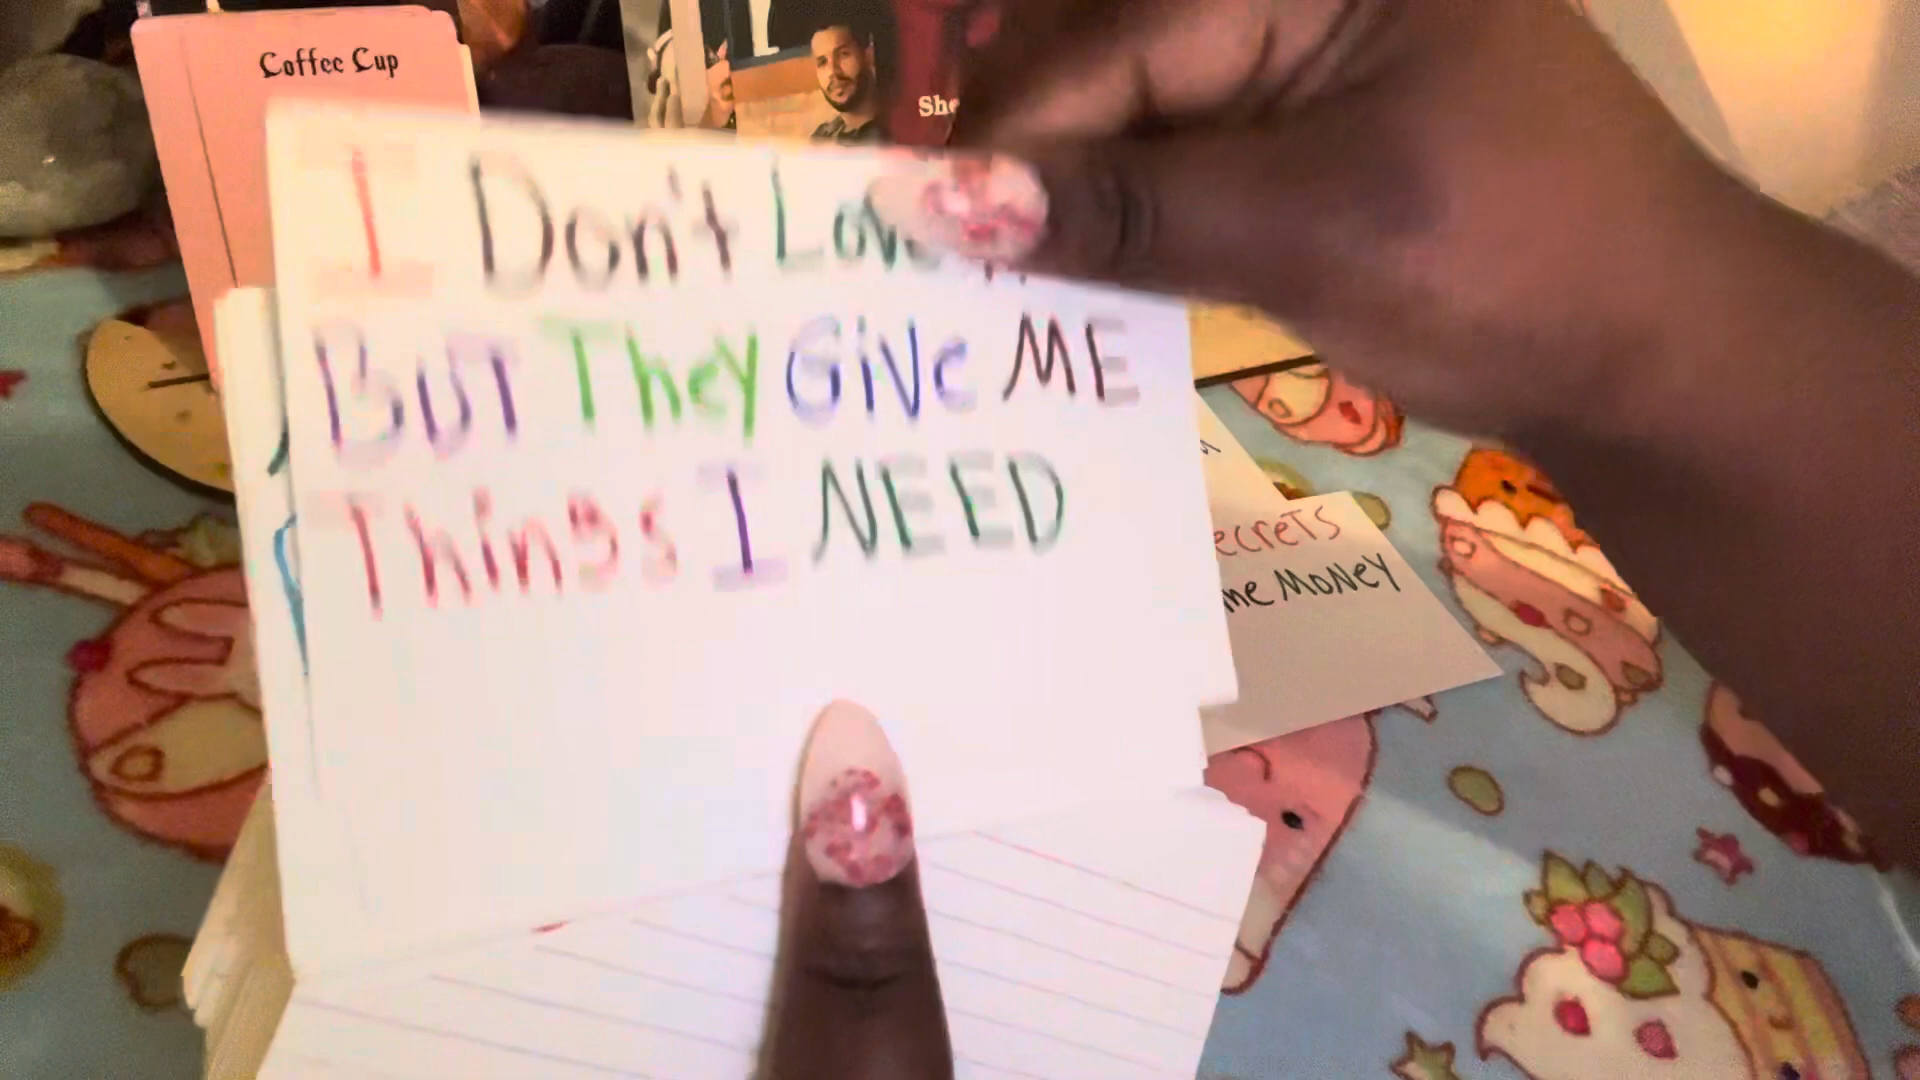 Coffee Cup
I Don't
BUT They GiVe ME
Things I NEED
ecreTs
me MoNey